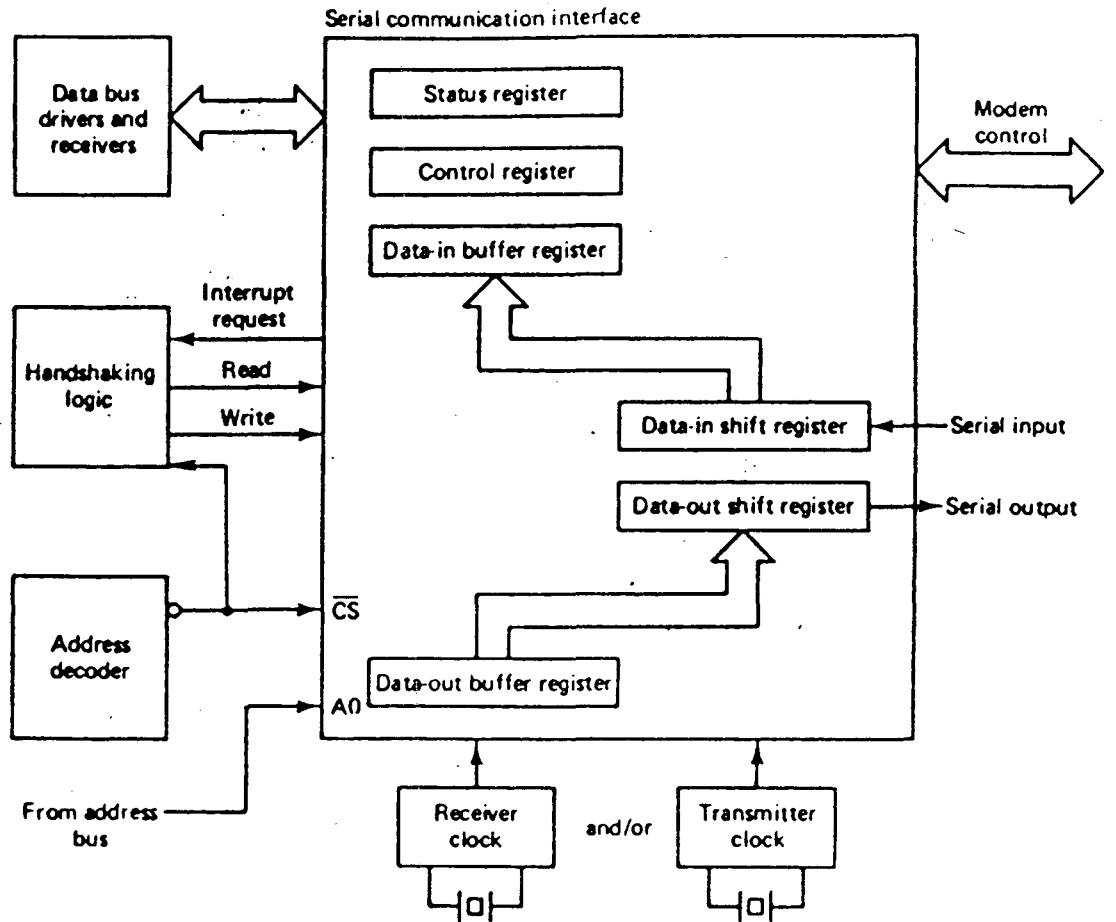 Serial communication interface
Data bus
drivers and
receivers
Status register
Modem
control
Control register
Data-in buffer register
Interrupt
request
Handshaking
logic
Read
Write
Data-in shift register
Serial input
Data-out shift register
Serial output
Address
decoder
CS
Data-out buffer register
A0
From address
bus
Receiver
clock
and/or
Transmitter
clock